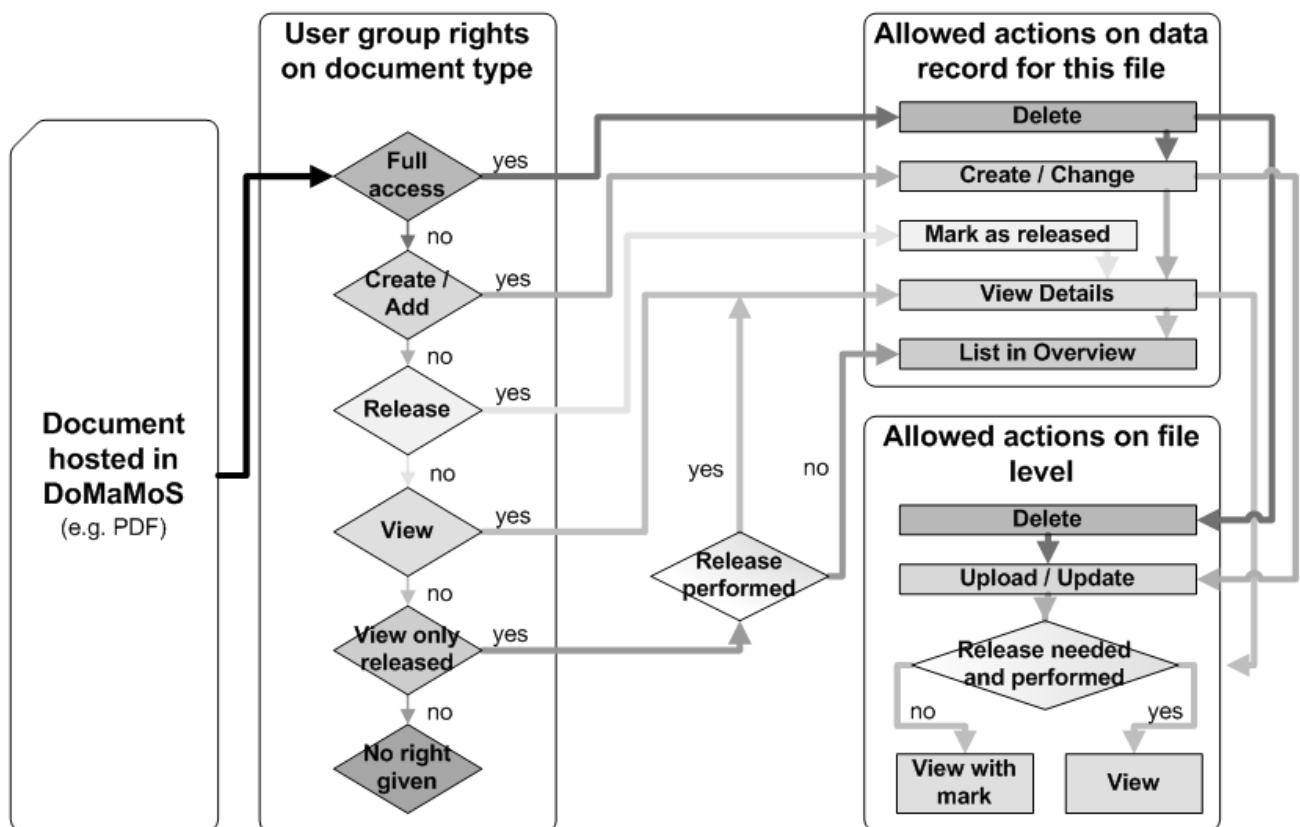 Document
hosted in
DoMaMoS
(e.g. PDF)
User group rights
on document type
Full
access
yes
no
Create /
Add
yes
no
Release
yes
no
View
yes
no
View only
released
yes
no
No right
given
Release
performed
yes
no
Allowed actions on data
record for this file
Delete
Create / Change
Mark as released
View Details
List in Overview
Allowed actions on file
level
Delete
Upload / Update
Release needed
and performed
no
yes
View with
mark
View